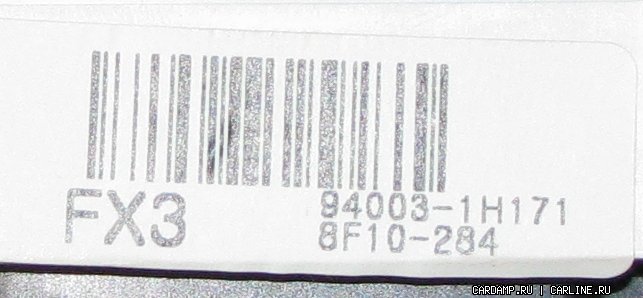 FX3
94003-1H171
8F10-284
CARDAMP.RU | CARLINE.RU